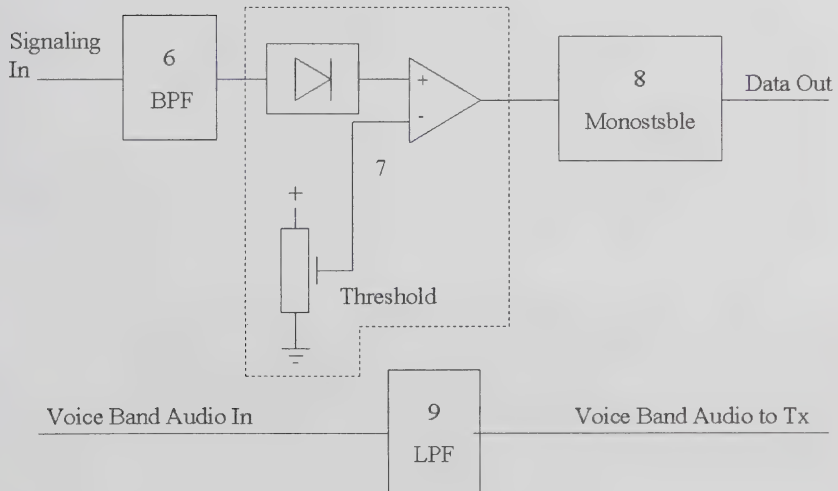 Signaling
In
6
BPF
+
-
7
+
Threshold
8
Monostsble
Data Out
Voice Band Audio In
9
LPF
Voice Band Audio to Tx